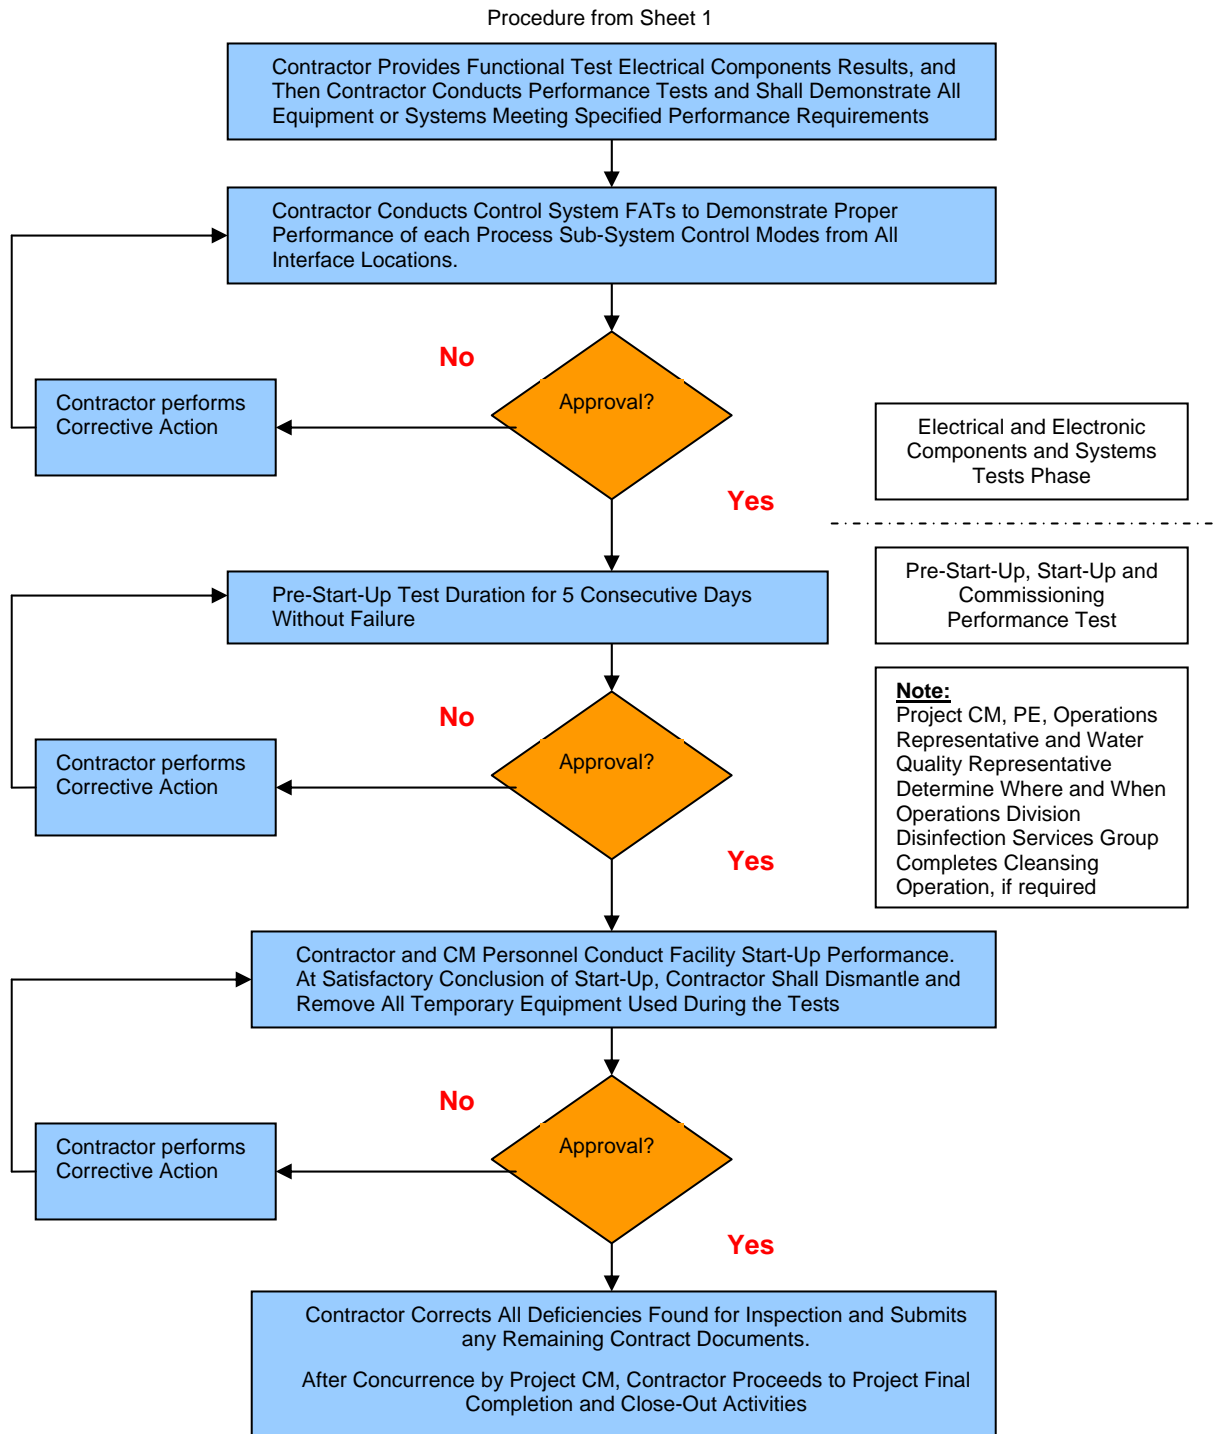 Procedure from Sheet 1
Contractor Provides Functional Test Electrical Components Results, and
Then Contractor Conducts Performance Tests and Shall Demonstrate All
Equipment or Systems Meeting Specified Performance Requirements
Contractor Conducts Control System FATs to Demonstrate Proper
Performance of each Process Sub-System Control Modes from All
Interface Locations.
No
Approval?
Contractor performs
Corrective Action
Yes
Electrical and Electronic
Components and Systems
Tests Phase
Pre-Start-Up Test Duration for 5 Consecutive Days
Without Failure
Pre-Start-Up, Start-Up and
Commissioning
Performance Test
No
Approval?
Contractor performs
Corrective Action
Yes
Note:
Project CM, PE, Operations
Representative and Water
Quality Representative
Determine Where and When
Operations Division
Disinfection Services Group
Completes Cleansing
Operation, if required
Contractor and CM Personnel Conduct Facility Start-Up Performance.
At Satisfactory Conclusion of Start-Up, Contractor Shall Dismantle and
Remove All Temporary Equipment Used During the Tests
No
Approval?
Contractor performs
Corrective Action
Yes
Contractor Corrects All Deficiencies Found for Inspection and Submits
any Remaining Contract Documents.
After Concurrence by Project CM, Contractor Proceeds to Project Final
Completion and Close-Out Activities